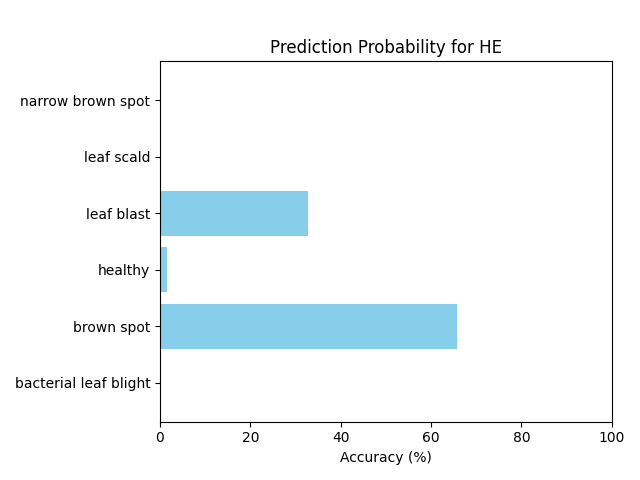 Prediction Probability for HE
narrow brown spot
leaf scald
leaf blast
healthy
brown spot
bacterial leaf blight
0 20 40 60 80 100
Accuracy (%)